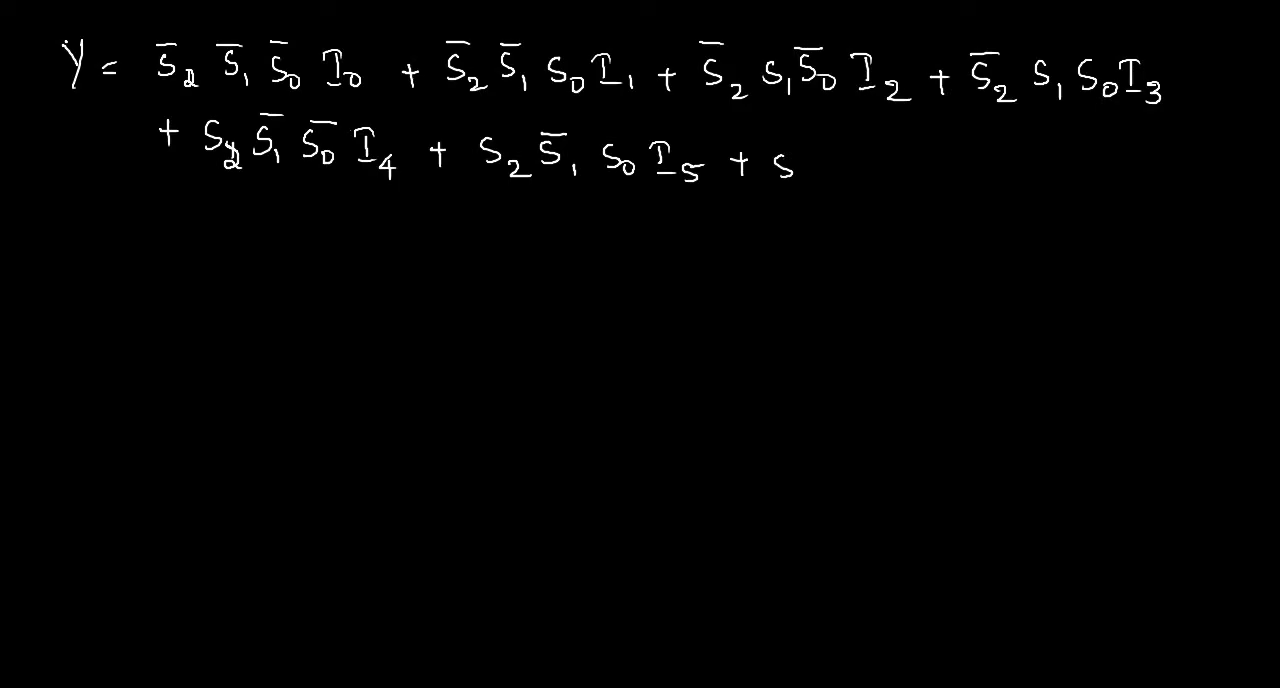 Y = S̅₂ S̅₁ S̅₀ I₀ + S̅₂ S̅₁ S₀ I₁ + S̅₂ S₁ S̅₀ I₂ + S̅₂ S₁ S₀ I₃
+ S₂ S̅₁ S̅₀ I₄ + S₂ S̅₁ S₀ I₅ + S